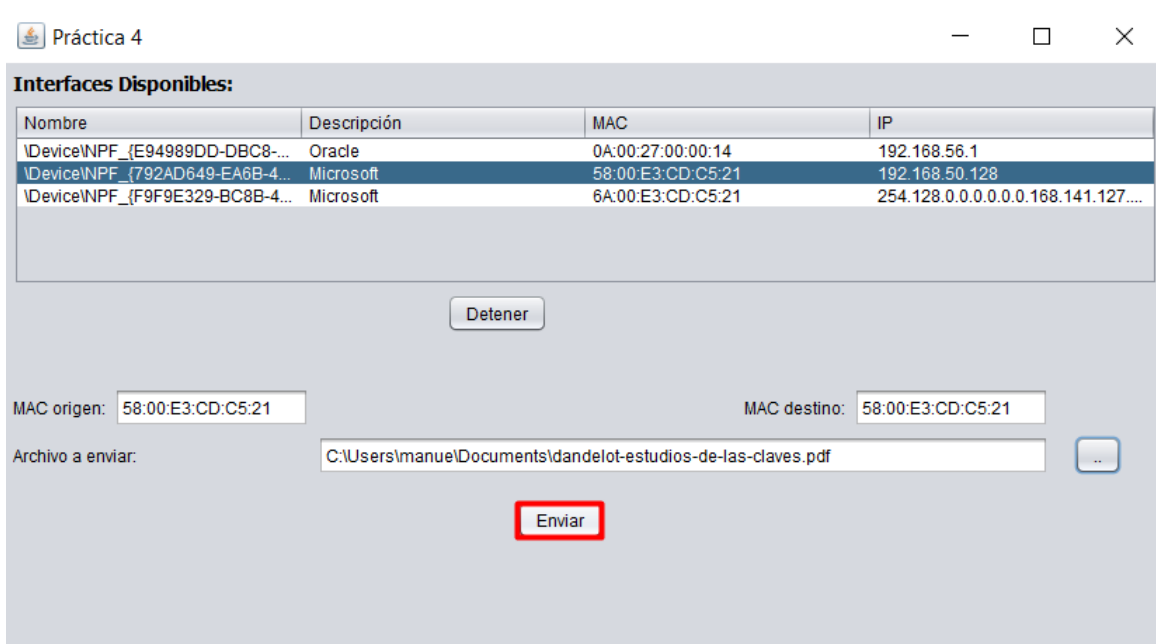 Práctica 4
Interfaces Disponibles:
Nombre Descripción MAC IP
\Device\NPF_{E94989DD-DBC8-... Oracle 0A:00:27:00:00:14 192.168.56.1
\Device\NPF_{792AD649-EA6B-4... Microsoft 58:00:E3:CD:C5:21 192.168.50.128
\Device\NPF_{F9F9E329-BC8B-4... Microsoft 6A:00:E3:CD:C5:21 254.128.0.0.0.0.0.0.168.141.127....
Detener
MAC origen: 58:00:E3:CD:C5:21 MAC destino: 58:00:E3:CD:C5:21
Archivo a enviar: C:\Users\manue\Documents\dandelot-estudios-de-las-claves.pdf ..
Enviar